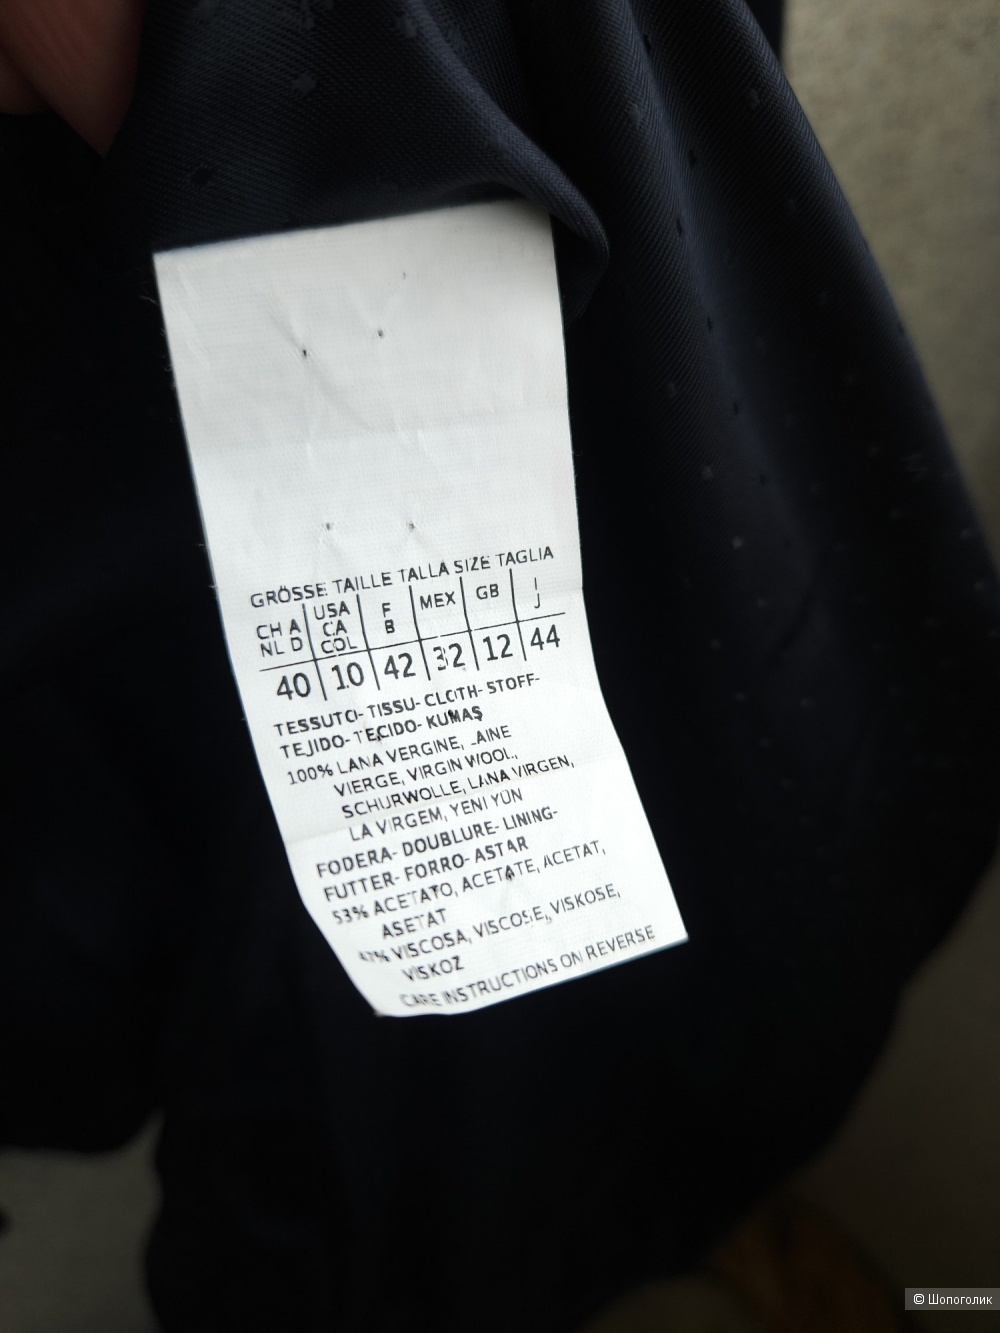 GRÖSSE TAILLE TALLA SIZE TAGLIA
CH A NL D | USA CA COL | F B | MEX | GB | I J
40 | 10 | 42 | 32 | 12 | 44
TESSUTO- TISSU- CLOTH- STOFF-
TEJIDO- TECIDO- KUMAŞ
100% LANA VERGINE, LAINE
VIERGE, VIRGIN WOOL,
SCHURWOLLE, LANA VIRGEN,
LA VIRGEM, YENI YÜN
FODERA- DOUBLURE- LINING-
FUTTER- FORRO- ASTAR
53% ACETATO, ACETATE, ACETAT,
ASETAT
47% VISCOSA, VISCOSE, VISKOSE,
VISKOZ
CARE INSTRUCTIONS ON REVERSE
© Шопоголик